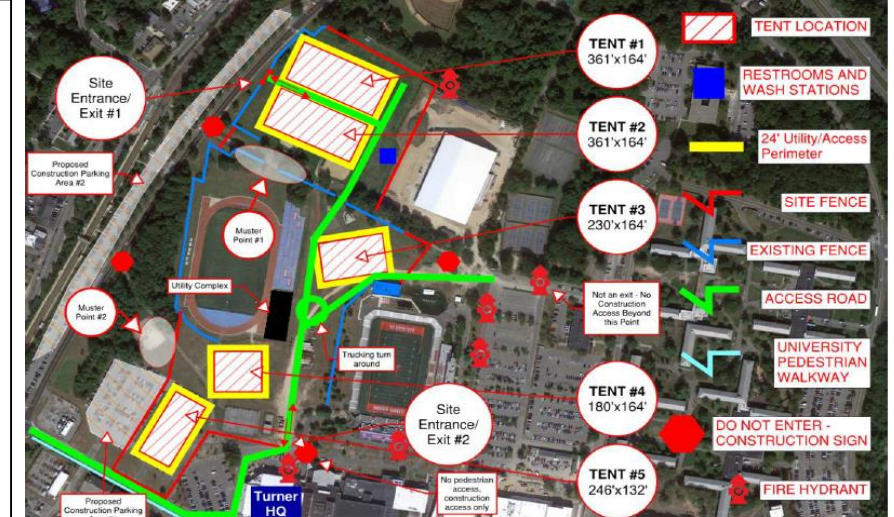 Site
Entrance/
Exit #1
Proposed
Construction Parking
Area #2
Muster
Point #1
Utility Complex
Muster
Point #2
Trucking turn
around
Site
Entrance/
Exit #2
Proposed
Construction Parking
Turner
HQ
No pedestrian
access,
construction
access only
Not an exit - No
Construction
Access Beyond
this Point
TENT #1
361'x164'
TENT #2
361'x164'
TENT #3
230'x164'
TENT #4
180'x164'
TENT #5
246'x132'
TENT LOCATION
RESTROOMS AND
WASH STATIONS
24' Utility/Access
Perimeter
SITE FENCE
EXISTING FENCE
ACCESS ROAD
UNIVERSITY
PEDESTRIAN
WALKWAY
DO NOT ENTER -
CONSTRUCTION SIGN
FIRE HYDRANT